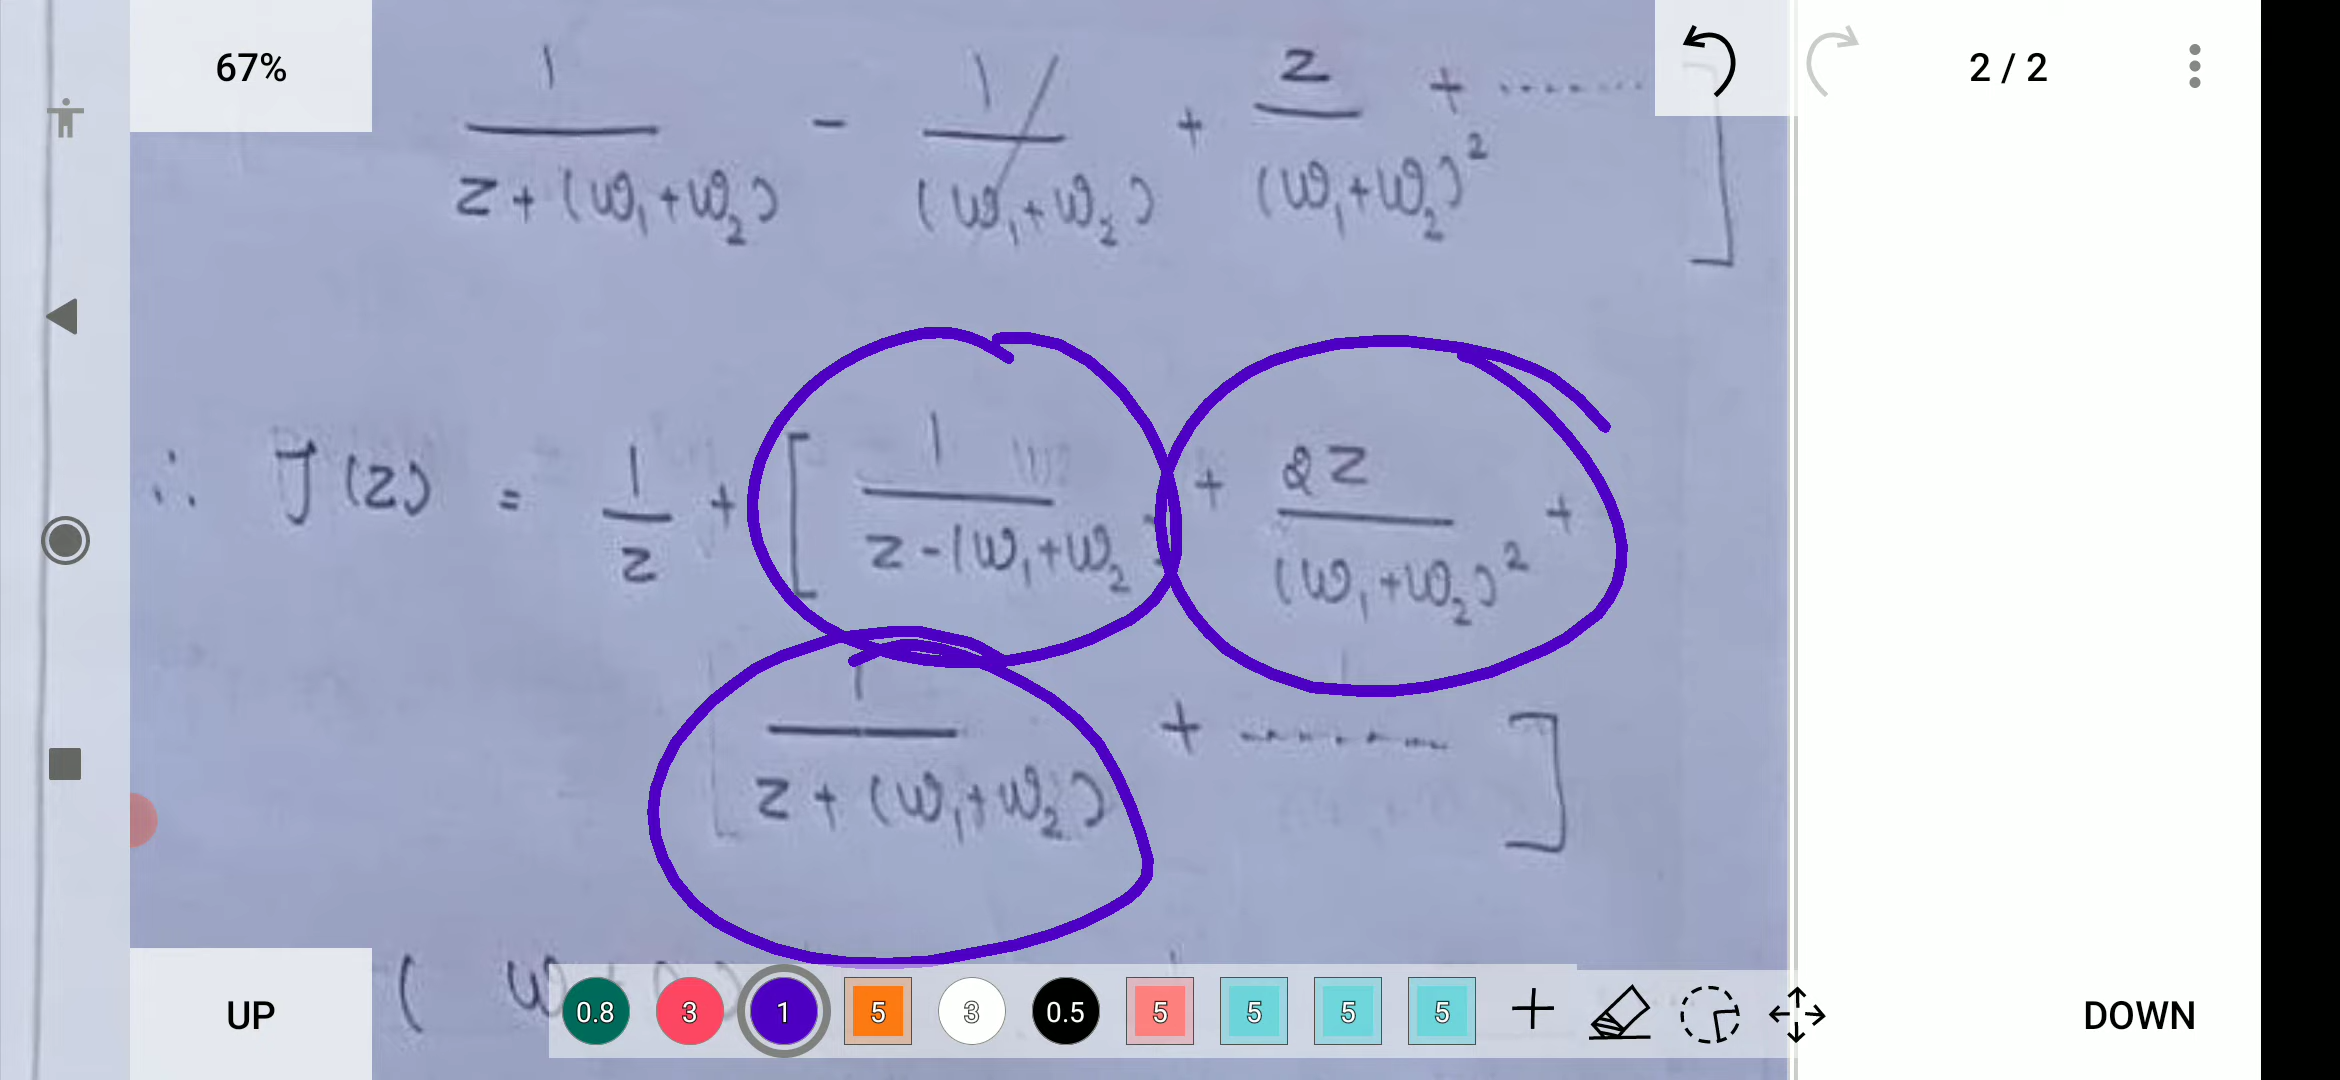 67%
2 / 2
1/(z + (ω₁+ω₂)) - 1/(ω₁+ω₂) + z/(ω₁+ω₂)² + ........ ]
∴ J(z) = 1/z + [ 1/(z-(ω₁+ω₂) + 2z/(ω₁+ω₂)² +
1/(z + (ω₁+ω₂)) + ........ ]
UP
0.8 3 1 5 3 0.5 5 5 5 5
DOWN